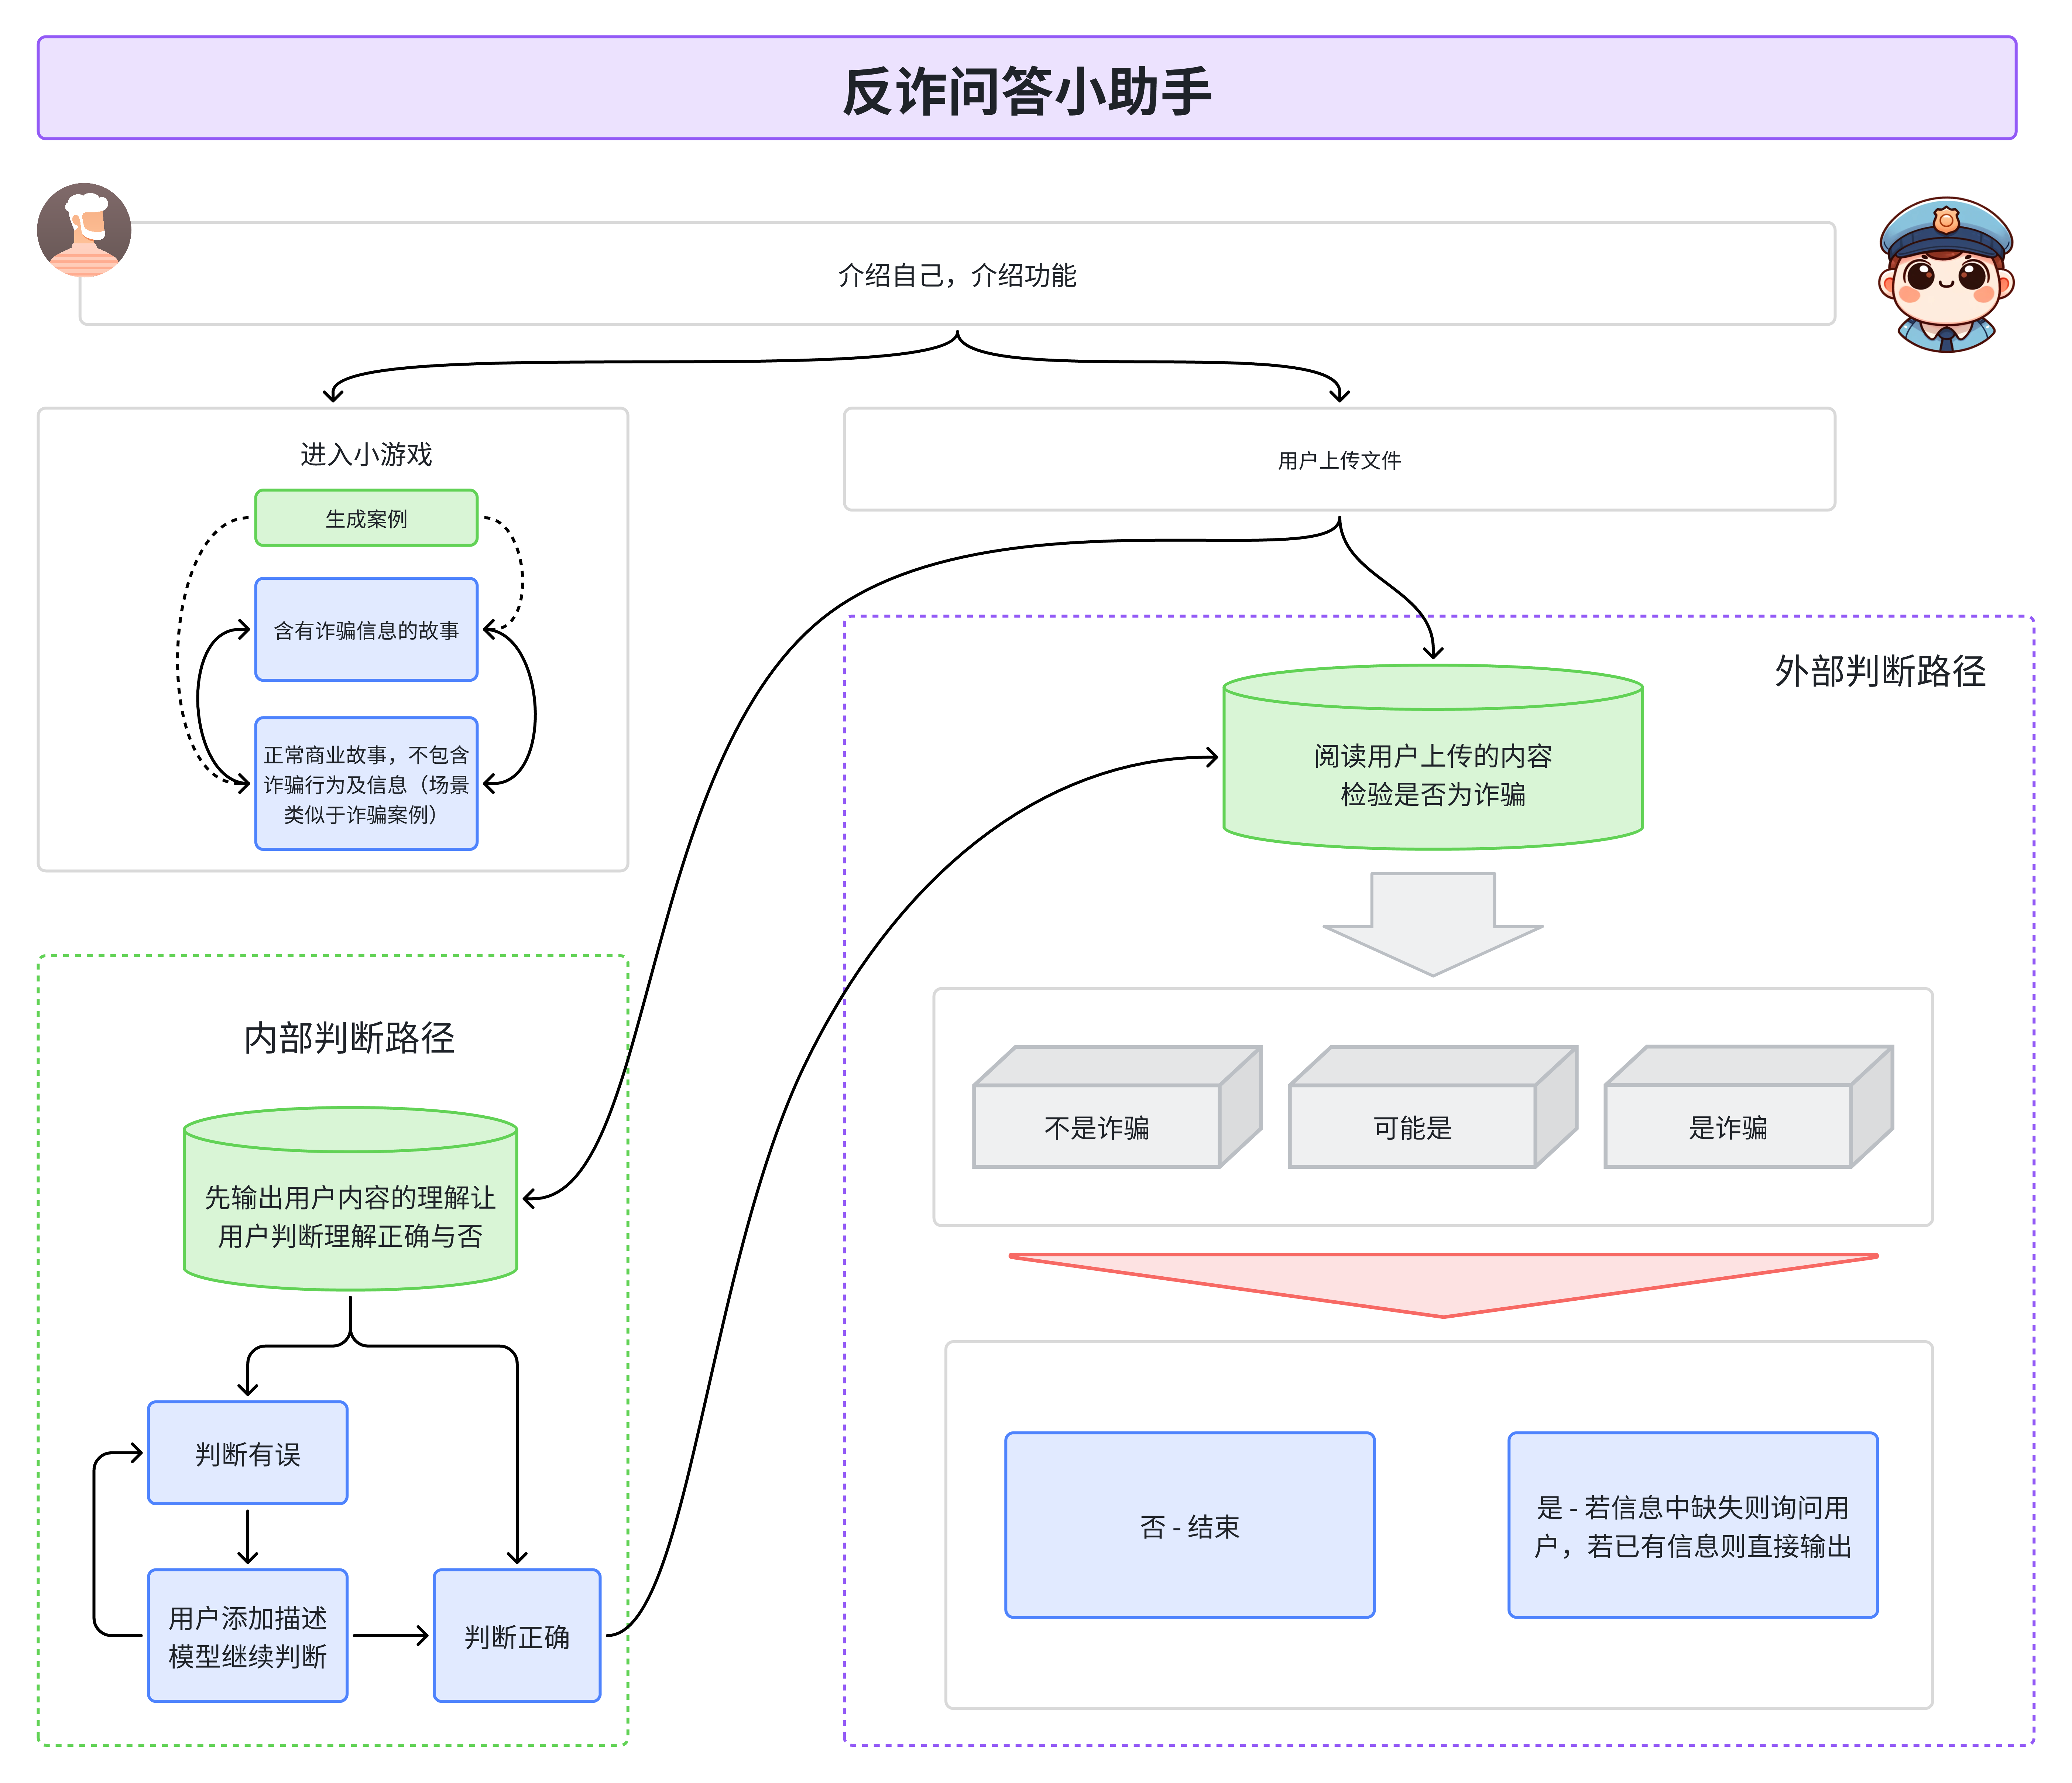 反诈问答小助手
介绍自己，介绍功能
进入小游戏
生成案例
含有诈骗信息的故事
正常商业故事，不包含
诈骗行为及信息（场景
类似于诈骗案例）
用户上传文件
外部判断路径
阅读用户上传的内容
检验是否为诈骗
不是诈骗
可能是
是诈骗
否 - 结束
是 - 若信息中缺失则询问用
户，若已有信息则直接输出
内部判断路径
先输出用户内容的理解让
用户判断理解正确与否
判断有误
用户添加描述
模型继续判断
判断正确